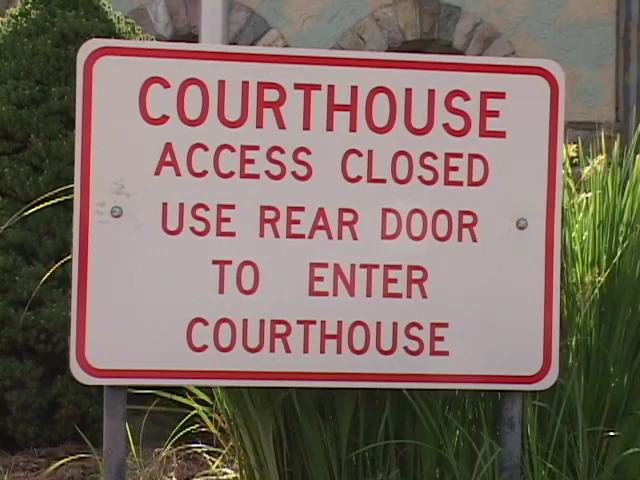 COURTHOUSE
ACCESS CLOSED
USE REAR DOOR
TO ENTER
COURTHOUSE